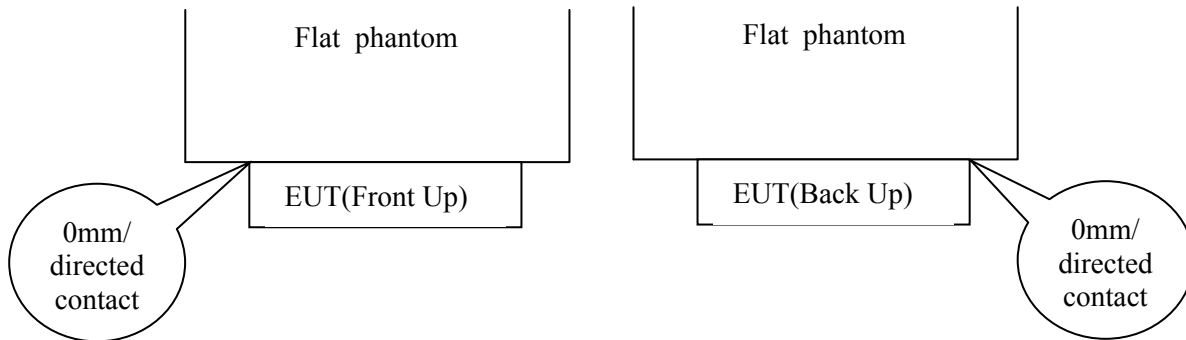 Flat phantom
EUT(Front Up)
0mm/
directed
contact
Flat phantom
EUT(Back Up)
0mm/
directed
contact